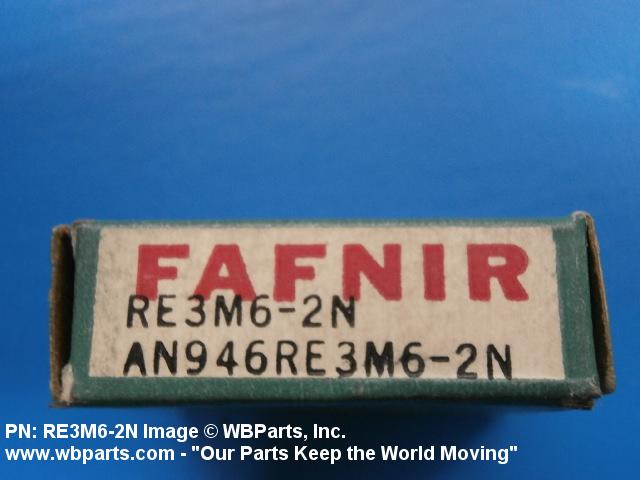 FAFNIR
RE3M6-2N
AN946RE3M6-2N
PN: RE3M6-2N Image © WBParts, Inc.
www.wbparts.com - "Our Parts Keep the World Moving"